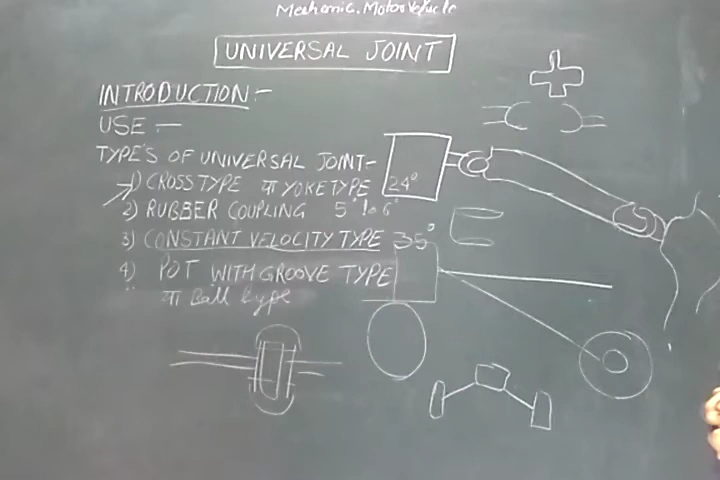 Mechanic. Motor Vehicle
UNIVERSAL JOINT
INTRODUCTION :-
USE :-
TYPE'S OF UNIVERSAL JOINT-
1) CROSS TYPE या YOKE TYPE 24°
2) RUBBER COUPLING 5° to 6°
3) CONSTANT VELOCITY TYPE 35°
4) POT WITH GROOVE TYPE
या Ball type